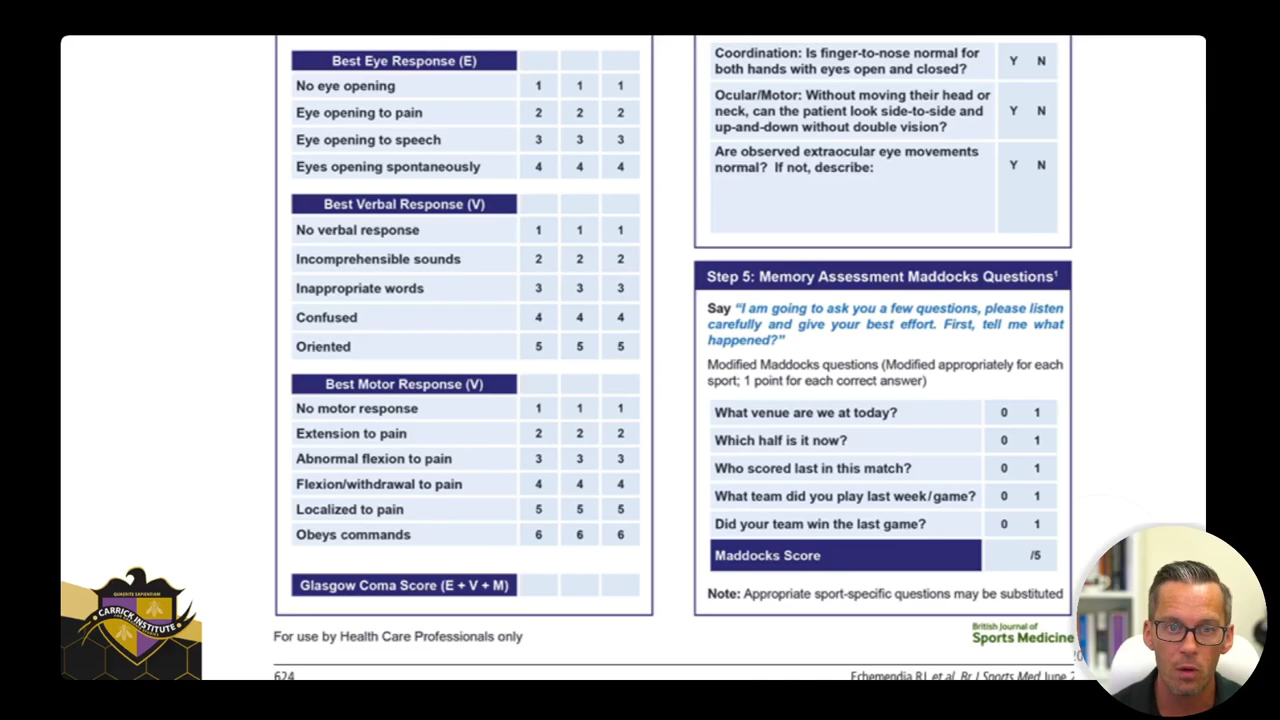 Best Eye Response (E)
No eye opening 1 1 1
Eye opening to pain 2 2 2
Eye opening to speech 3 3 3
Eyes opening spontaneously 4 4 4
Best Verbal Response (V)
No verbal response 1 1 1
Incomprehensible sounds 2 2 2
Inappropriate words 3 3 3
Confused 4 4 4
Oriented 5 5 5
Best Motor Response (V)
No motor response 1 1 1
Extension to pain 2 2 2
Abnormal flexion to pain 3 3 3
Flexion/withdrawal to pain 4 4 4
Localized to pain 5 5 5
Obeys commands 6 6 6
Glasgow Coma Score (E + V + M)
For use by Health Care Professionals only
624
Coordination: Is finger-to-nose normal for
both hands with eyes open and closed? Y N
Ocular/Motor: Without moving their head or
neck, can the patient look side-to-side and Y N
up-and-down without double vision?
Are observed extraocular eye movements
normal? If not, describe: Y N
Step 5: Memory Assessment Maddocks Questions¹
Say “I am going to ask you a few questions, please listen
carefully and give your best effort. First, tell me what
happened?”
Modified Maddocks questions (Modified appropriately for each
sport; 1 point for each correct answer)
What venue are we at today? 0 1
Which half is it now? 0 1
Who scored last in this match? 0 1
What team did you play last week/game? 0 1
Did your team win the last game? 0 1
Maddocks Score /5
Note: Appropriate sport-specific questions may be substituted
British Journal of
Sports Medicine
Echemendia RJ, et al. Br J Sports Med June
QUAERITE SAPIENTIAM
CARRICK INSTITUTE